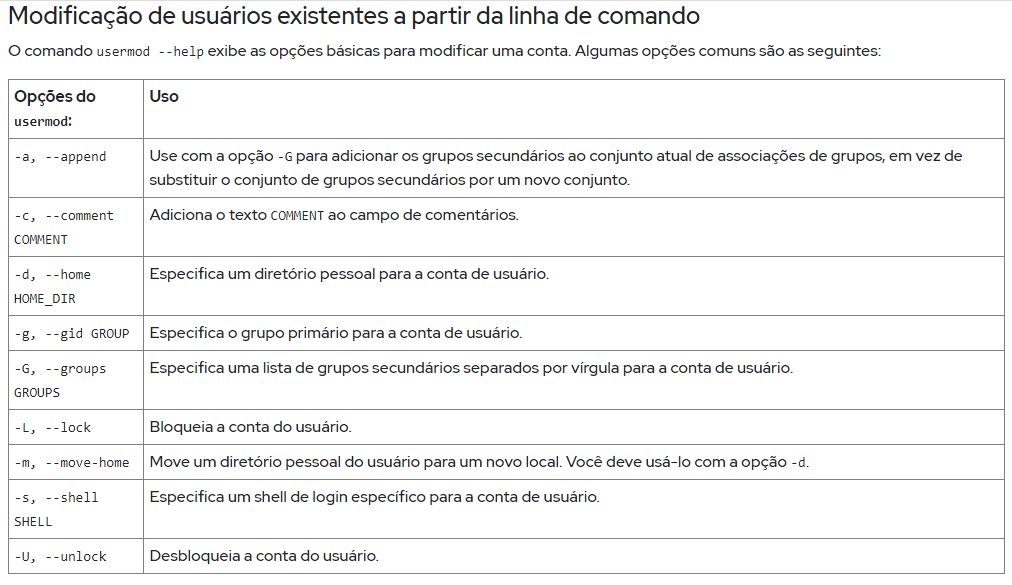 Modificação de usuários existentes a partir da linha de comando
O comando usermod --help exibe as opções básicas para modificar uma conta. Algumas opções comuns são as seguintes:
Opções do
usermod:
Uso
-a, --append
Use com a opção -G para adicionar os grupos secundários ao conjunto atual de associações de grupos, em vez de
substituir o conjunto de grupos secundários por um novo conjunto.
-c, --comment
COMMENT
Adiciona o texto COMMENT ao campo de comentários.
-d, --home
HOME_DIR
Especifica um diretório pessoal para a conta de usuário.
-g, --gid GROUP
Especifica o grupo primário para a conta de usuário.
-G, --groups
GROUPS
Especifica uma lista de grupos secundários separados por vírgula para a conta de usuário.
-L, --lock
Bloqueia a conta do usuário.
-m, --move-home
Move um diretório pessoal do usuário para um novo local. Você deve usá-lo com a opção -d.
-s, --shell
SHELL
Especifica um shell de login específico para a conta de usuário.
-U, --unlock
Desbloqueia a conta do usuário.